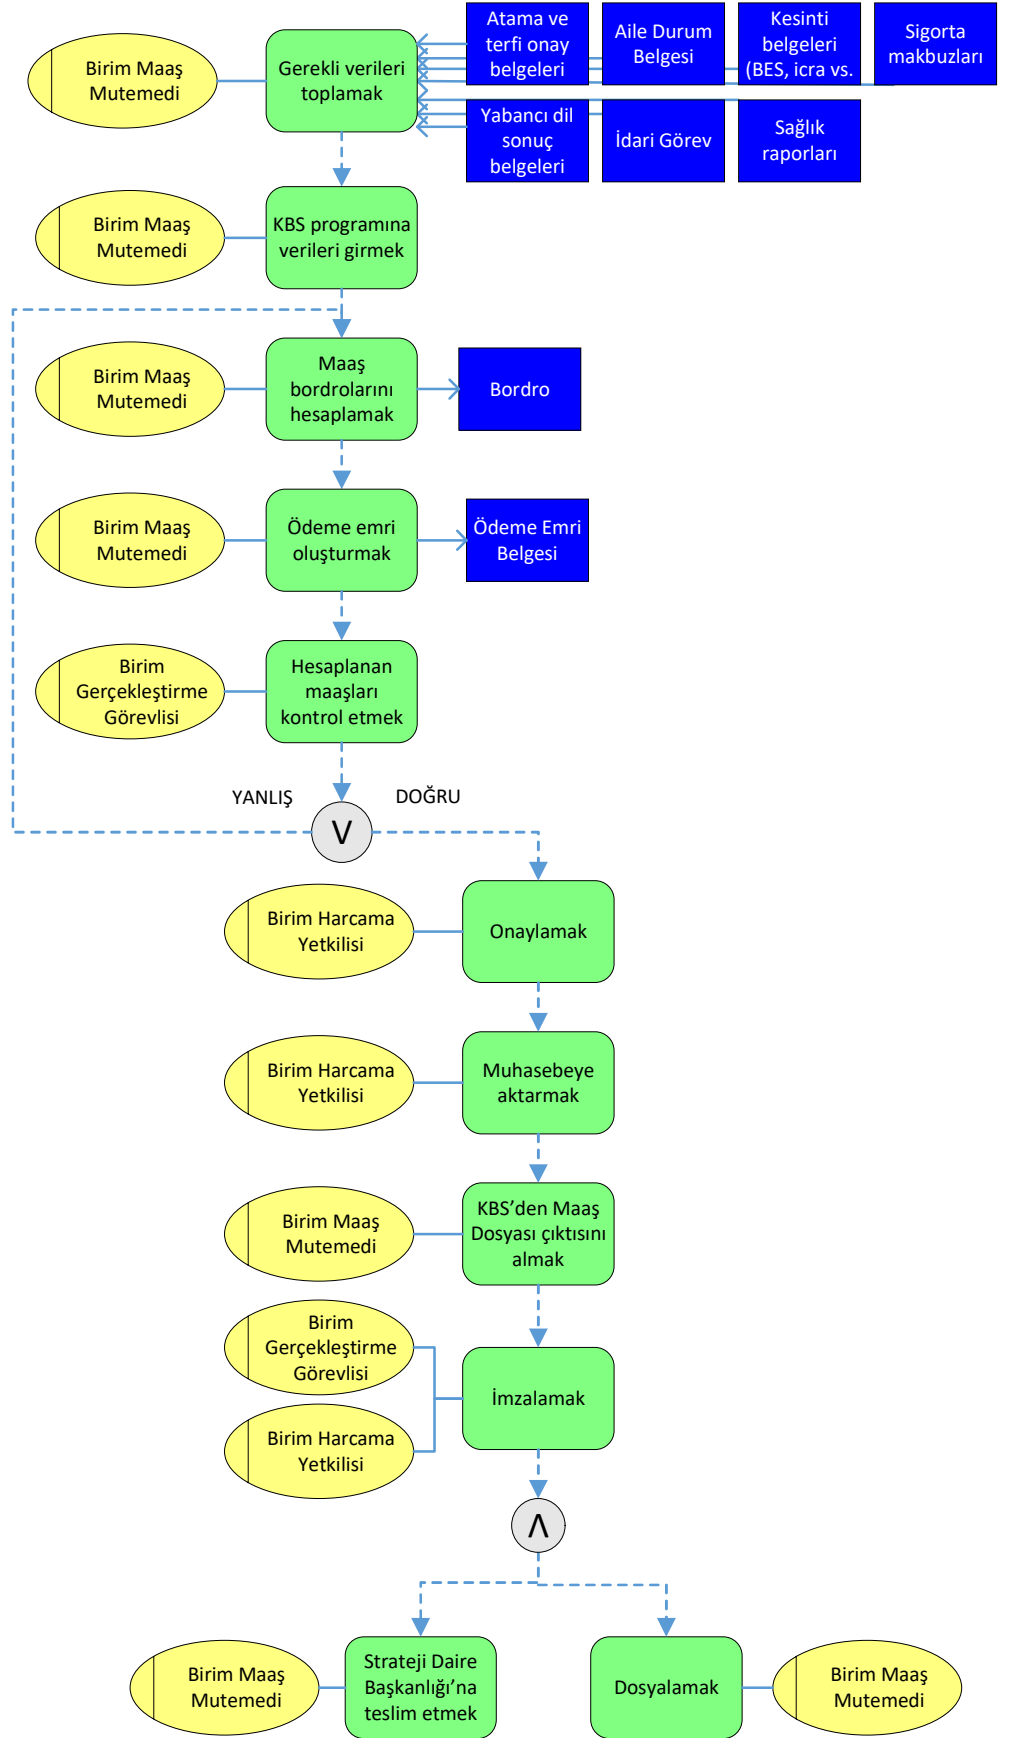 Birim Maaş
Mutemedi
Gerekli verileri
toplamak
Atama ve
terfi onay
belgeleri
Aile Durum
Belgesi
Kesinti
belgeleri
(BES, icra vs.
Sigorta
makbuzları
Yabancı dil
sonuç
belgeleri
İdari Görev
Sağlık
raporları
Birim Maaş
Mutemedi
KBS programına
verileri girmek
Birim Maaş
Mutemedi
Maaş
bordrolarını
hesaplamak
Bordro
Birim Maaş
Mutemedi
Ödeme emri
oluşturmak
Ödeme Emri
Belgesi
Birim
Gerçekleştirme
Görevlisi
Hesaplanan
maaşları
kontrol etmek
YANLIŞ
DOĞRU
V
Birim Harcama
Yetkilisi
Onaylamak
Birim Harcama
Yetkilisi
Muhasebeye
aktarmak
Birim Maaş
Mutemedi
KBS’den Maaş
Dosyası çıktısını
almak
Birim
Gerçekleştirme
Görevlisi
İmzalamak
Birim Harcama
Yetkilisi
Λ
Birim Maaş
Mutemedi
Strateji Daire
Başkanlığı’na
teslim etmek
Dosyalamak
Birim Maaş
Mutemedi